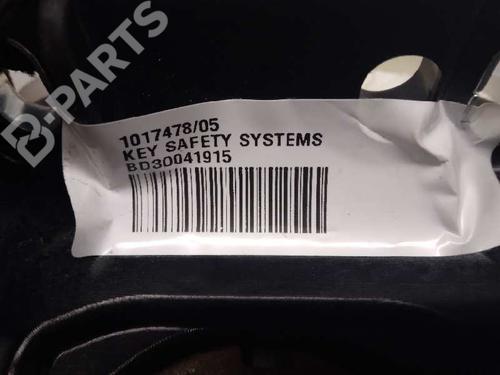 B-PARTS
1017478/05
KEY SAFETY SYSTEMS
BD30041915